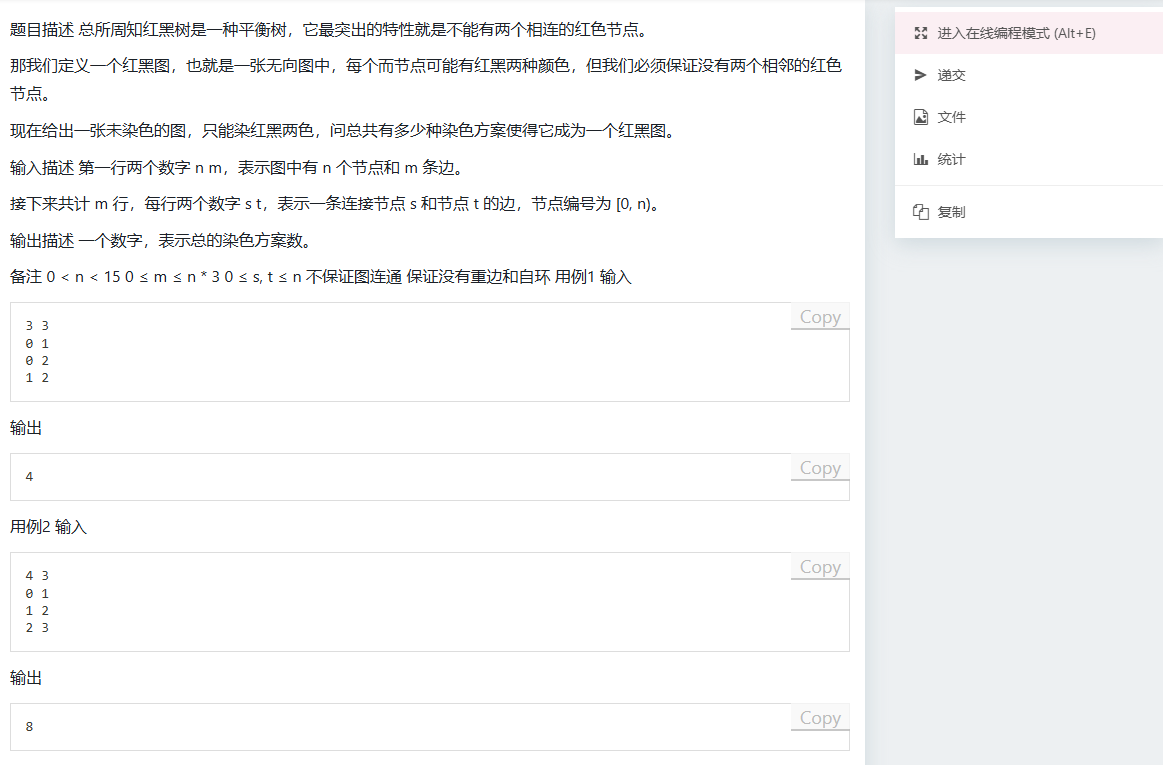 题目描述 总所周知红黑树是一种平衡树，它最突出的特性就是不能有两个相连的红色节点。
那我们定义一个红黑图，也就是一张无向图中，每个而节点可能有红黑两种颜色，但我们必须保证没有两个相邻的红色
节点。
现在给出一张未染色的图，只能染红黑两色，问总共有多少种染色方案使得它成为一个红黑图。
输入描述 第一行两个数字 n m，表示图中有 n 个节点和 m 条边。
接下来共计 m 行，每行两个数字 s t，表示一条连接节点 s 和节点 t 的边，节点编号为 [0, n)。
输出描述 一个数字，表示总的染色方案数。
备注 0 < n < 15 0 ≤ m ≤ n * 3 0 ≤ s, t ≤ n 不保证图连通 保证没有重边和自环 用例1 输入
Copy
3 3
0 1
0 2
1 2
输出
Copy
4
用例2 输入
Copy
4 3
0 1
1 2
2 3
输出
Copy
8
进入在线编程模式 (Alt+E)
递交
文件
统计
复制